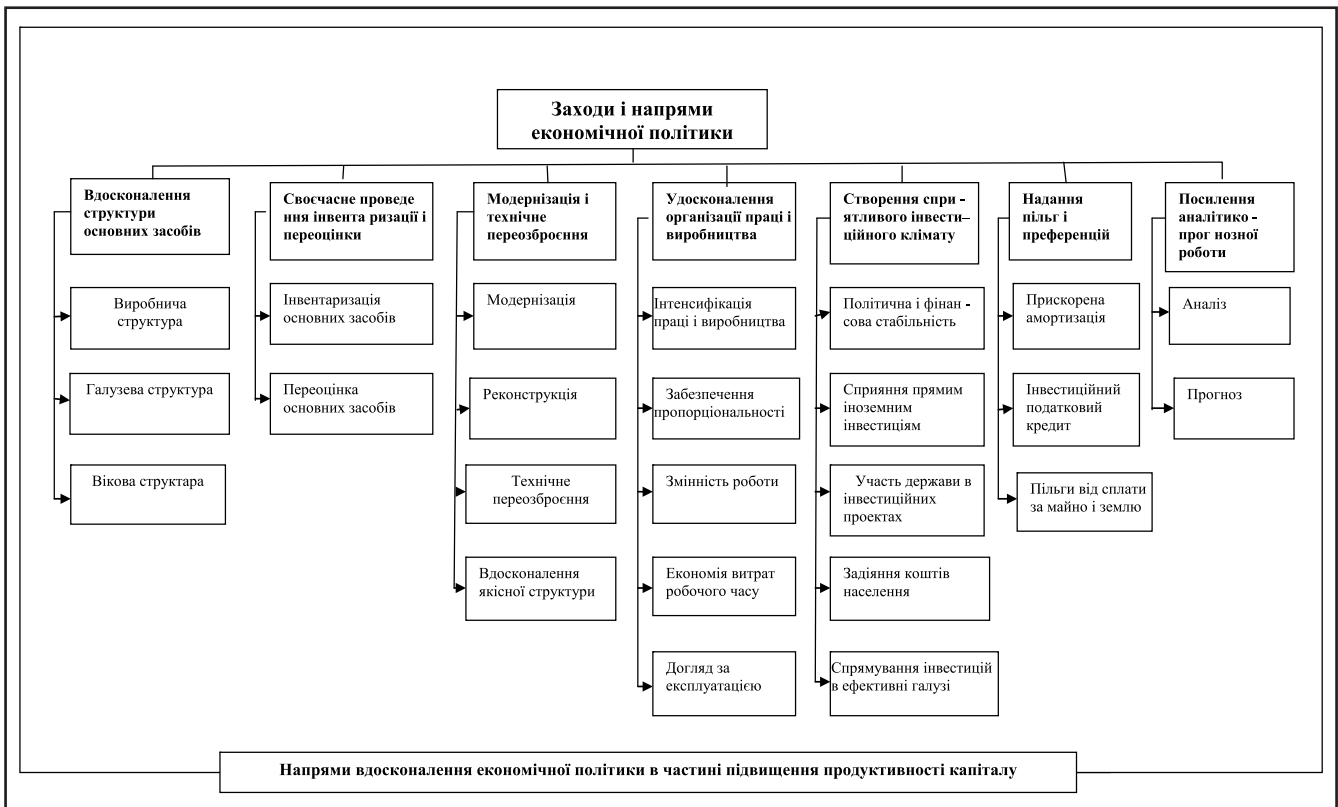 Заходи і напрями
економічної політики
Вдосконалення
структури
основних засобів
Виробнича
структура
Галузева структура
Вікова структара
Своєчасне проведе
ння інвента ризації і
переоцінки
Інвентаризація
основних засобів
Переоцінка
основних засобів
Модернізація і
технічне
переозброєння
Модернізація
Реконструкція
Технічне
переозброєння
Вдосконалення
якісної структури
Удосконалення
організації праці і
виробництва
Інтенсифікація
праці і виробництва
Забезпечення
пропорціональності
Змінність роботи
Економія витрат
робочого часу
Догляд за
експлуатацією
Створення спри -
ятливого інвести–
ційного клімату
Політична і фінан -
сова стабільність
Сприяння прямим
іноземним
інвестиціям
Участь держави в
інвестиційних
проектах
Задіяння коштів
населення
Спрямування інвестицій
в ефективні галузі
Надання
пільг і
преференцій
Прискорена
амортизація
Інвестиційний
податковий
кредит
Пільги від сплати
за майно і землю
Посилення
аналітико -
прог нозної
роботи
Аналіз
Прогноз
Напрями вдосконалення економічної політики в частині підвищення продуктивності капіталу